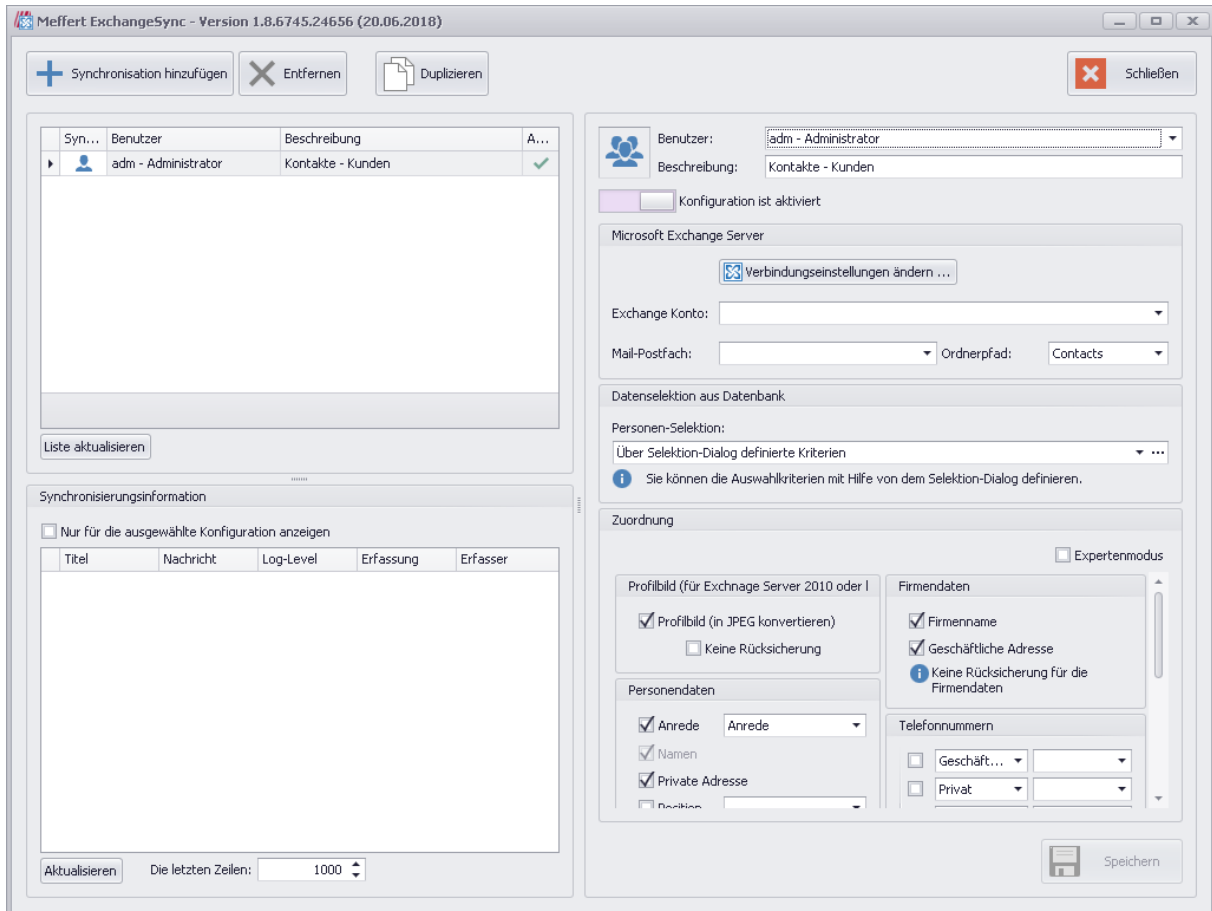 Meffert ExchangeSync - Version 1.8.6745.24656 (20.06.2018)
Synchronisation hinzufügen
Entfernen
Duplizieren
Schließen
Syn... Benutzer Beschreibung A...
adm - Administrator Kontakte - Kunden
Liste aktualisieren
Synchronisierungsinformation
Nur für die ausgewählte Konfiguration anzeigen
Titel Nachricht Log-Level Erfassung Erfasser
Aktualisieren Die letzten Zeilen: 1000
Benutzer: adm - Administrator
Beschreibung: Kontakte - Kunden
Konfiguration ist aktiviert
Microsoft Exchange Server
Verbindungseinstellungen ändern ...
Exchange Konto:
Mail-Postfach: Ordnerpfad: Contacts
Datenselektion aus Datenbank
Personen-Selektion:
Über Selektion-Dialog definierte Kriterien
Sie können die Auswahlkriterien mit Hilfe von dem Selektion-Dialog definieren.
Zuordnung
Expertenmodus
Profilbild (für Exchnage Server 2010 oder l
Profilbild (in JPEG konvertieren)
Keine Rücksicherung
Personendaten
Anrede Anrede
Namen
Private Adresse
Position
Firmendaten
Firmenname
Geschäftliche Adresse
Keine Rücksicherung für die
Firmendaten
Telefonnummern
Geschäft...
Privat
Speichern